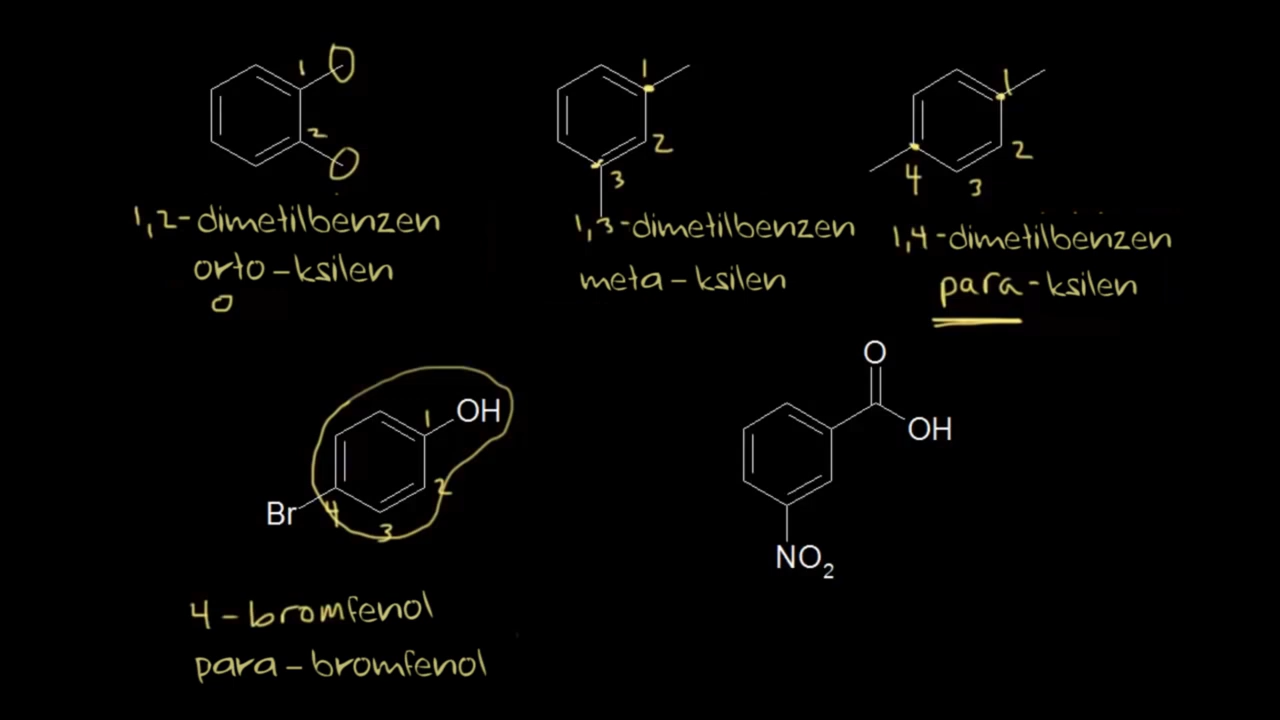 1
2
1,2-dimetilbenzen
orto-ksilen
o
1
2
3
1,3-dimetilbenzen
meta-ksilen
1
2
3
4
1,4-dimetilbenzen
para-ksilen
1
OH
2
3
4
Br
4-bromfenol
para-bromfenol
O
OH
NO₂